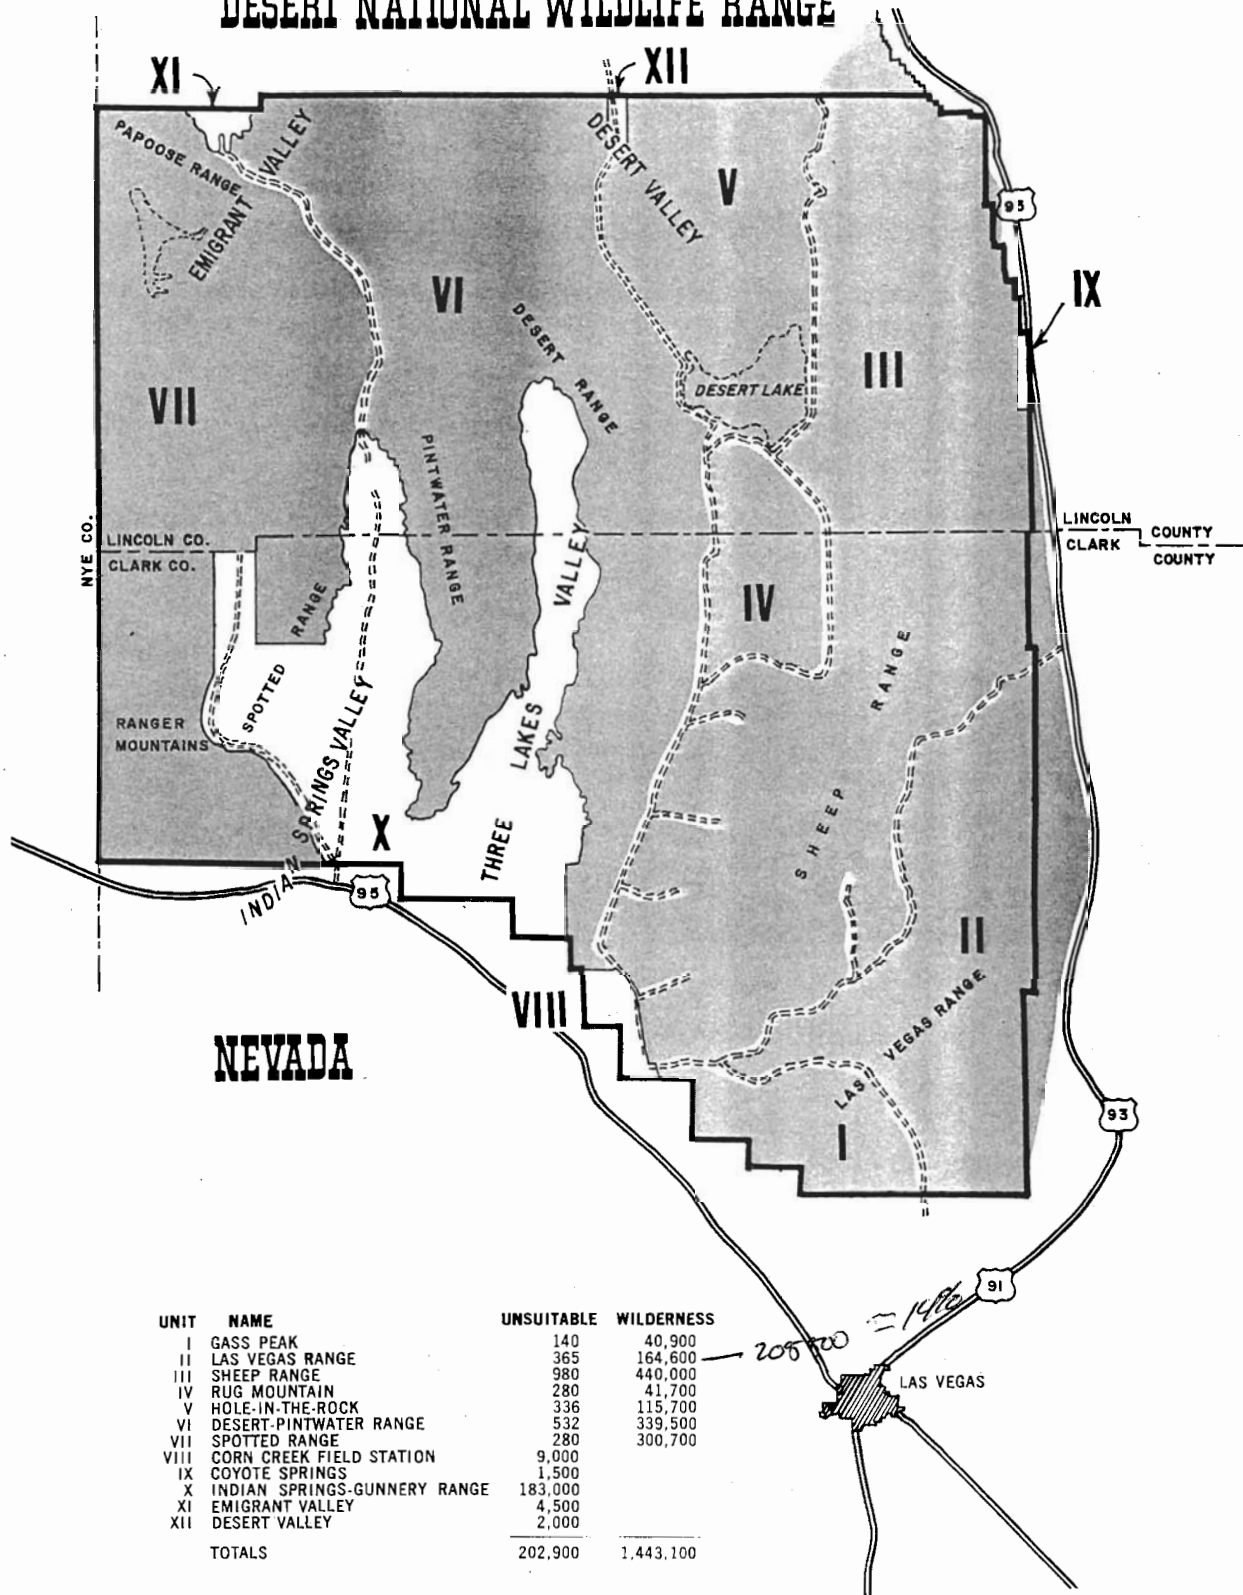 DESERT NATIONAL WILDLIFE RANGE
XI
XII
PAPOOSE RANGE
EMIGRANT VALLEY
DESERT VALLEY
V
93
VI
IX
DESERT RANGE
VII
III
DESERT LAKE
PINTWATER RANGE
NYE CO.
LINCOLN CO.
CLARK CO.
LINCOLN COUNTY
CLARK COUNTY
SPOTTED RANGE
IV
THREE LAKES VALLEY
SHEEP RANGE
RANGER
MOUNTAINS
INDIAN SPRINGS VALLEY
X
95
II
LAS VEGAS RANGE
VIII
NEVADA
I
93
91
LAS VEGAS
UNIT NAME UNSUITABLE WILDERNESS
I GASS PEAK 140 40,900
II LAS VEGAS RANGE 365 164,600
III SHEEP RANGE 980 440,000
IV RUG MOUNTAIN 280 41,700
V HOLE-IN-THE-ROCK 336 115,700
VI DESERT-PINTWATER RANGE 532 339,500
VII SPOTTED RANGE 280 300,700
VIII CORN CREEK FIELD STATION 9,000
IX COYOTE SPRINGS 1,500
X INDIAN SPRINGS-GUNNERY RANGE 183,000
XI EMIGRANT VALLEY 4,500
XII DESERT VALLEY 2,000
TOTALS 202,900 1,443,100